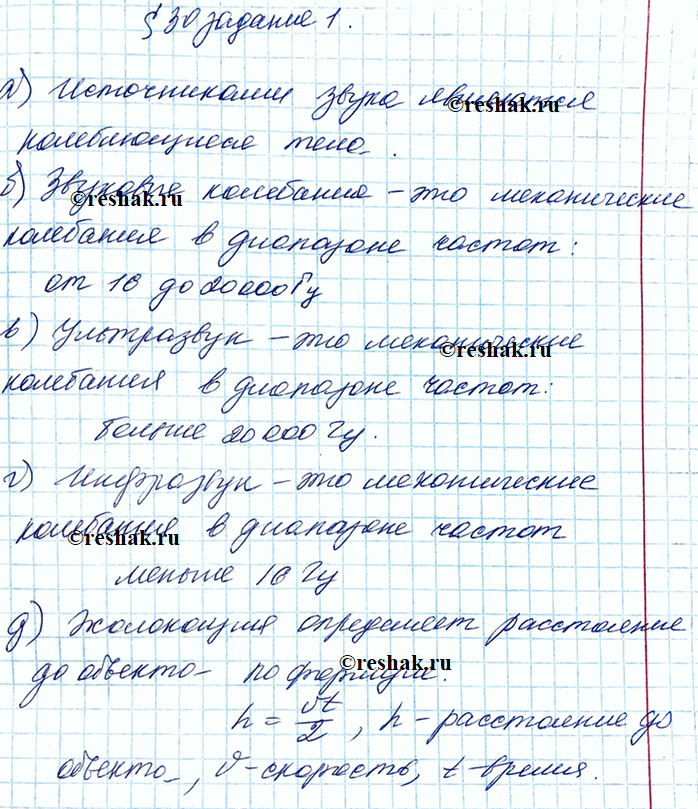 § 30 задание 1.
а) Источниками звука являются
колеблющиеся тела.
б) Звуковые колебания – это механические
колебания в диапазоне частот:
от 16 до 20000 Гц
в) Ультразвук – это механические
колебания в диапазоне частот:
больше 20000 Гц.
г) Инфразвук – это механические
колебания в диапазоне частот
меньше 16 Гц
д) Эхолокация определяет расстояние
до объекта по формуле.
h = vt/2, h – расстояние до
объекта, v – скорость, t – время.
©reshak.ru
©reshak.ru
©reshak.ru
©reshak.ru
©reshak.ru